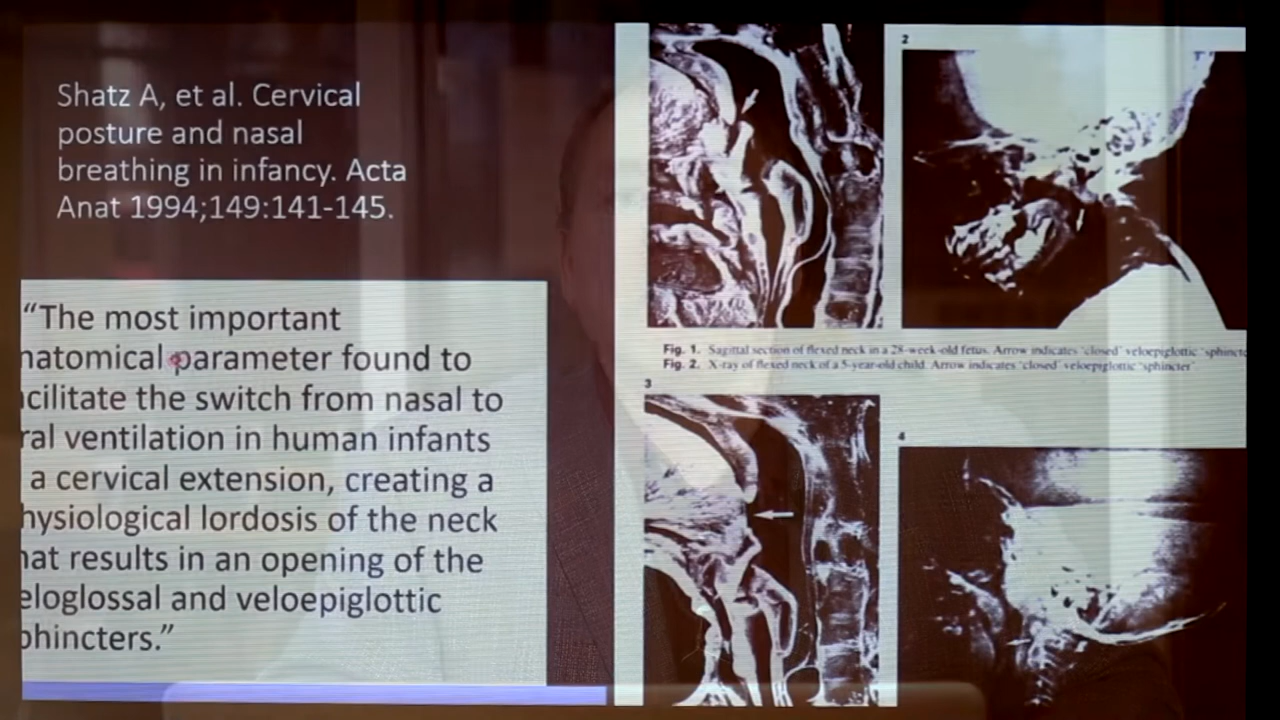 Shatz A, et al. Cervical
posture and nasal
breathing in infancy. Acta
Anat 1994;149:141-145.
“The most important
natomical parameter found to
cilitate the switch from nasal to
ral ventilation in human infants
a cervical extension, creating a
hysiological lordosis of the neck
hat results in an opening of the
eloglossal and veloepiglottic
phincters.”
2
Fig. 1. Sagittal section of flexed neck in a 28-week-old fetus. Arrow indicates ‘closed’ veloepiglottic ‘sphincte
Fig. 2. X-ray of flexed neck of a 5-year-old child. Arrow indicates ‘closed’ veloepiglottic ‘sphincter’.
3
4